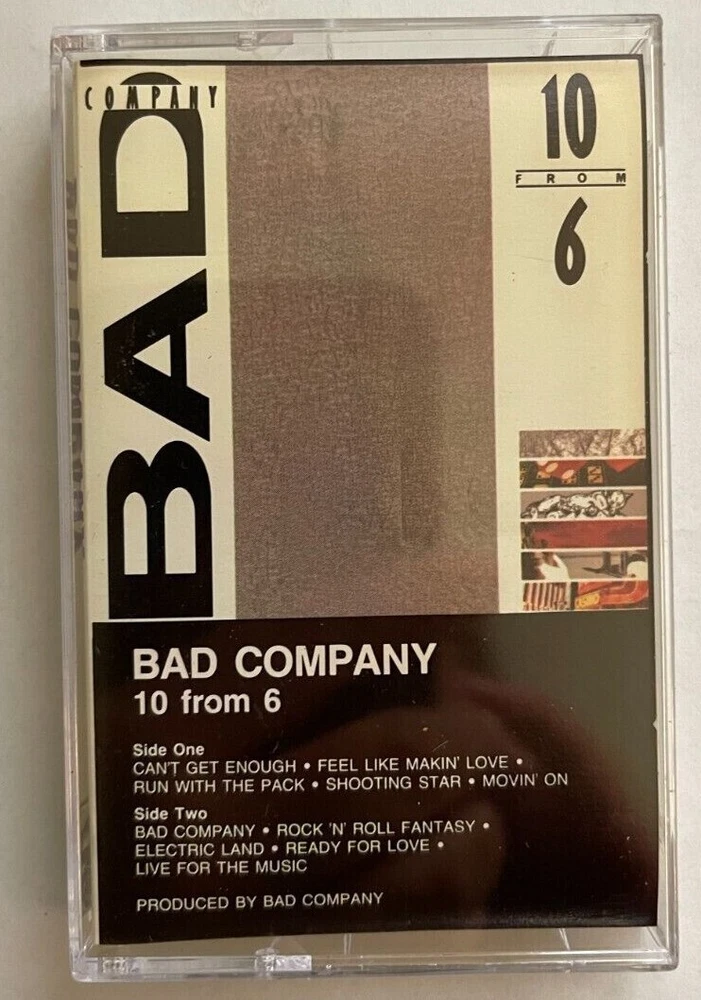 COMPANY
BAD
10
FROM
6
BAD COMPANY
10 from 6
Side One
CAN'T GET ENOUGH • FEEL LIKE MAKIN' LOVE •
RUN WITH THE PACK • SHOOTING STAR • MOVIN' ON
Side Two
BAD COMPANY • ROCK 'N' ROLL FANTASY •
ELECTRIC LAND • READY FOR LOVE •
LIVE FOR THE MUSIC
PRODUCED BY BAD COMPANY